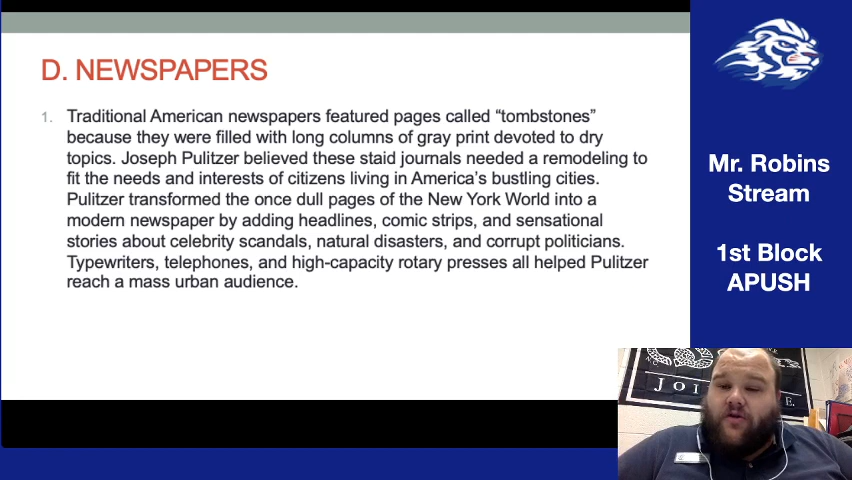 D. NEWSPAPERS
1. Traditional American newspapers featured pages called “tombstones”
because they were filled with long columns of gray print devoted to dry
topics. Joseph Pulitzer believed these staid journals needed a remodeling to
fit the needs and interests of citizens living in America’s bustling cities.
Pulitzer transformed the once dull pages of the New York World into a
modern newspaper by adding headlines, comic strips, and sensational
stories about celebrity scandals, natural disasters, and corrupt politicians.
Typewriters, telephones, and high-capacity rotary presses all helped Pulitzer
reach a mass urban audience.
Mr. Robins
Stream
1st Block
APUSH
JOI
E.